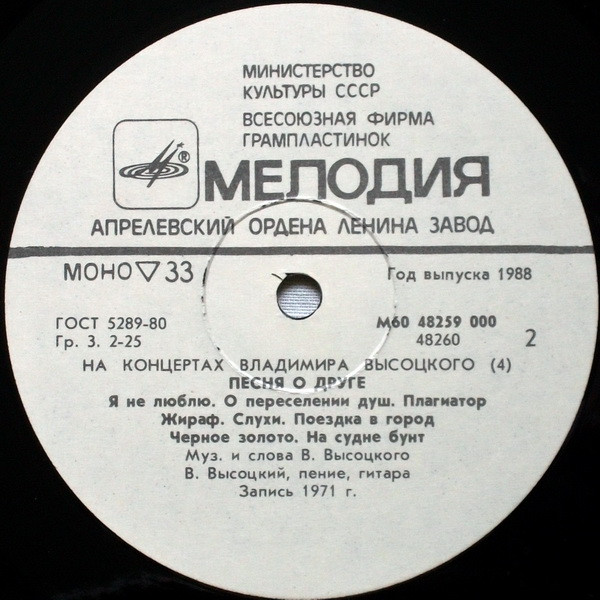 МИНИСТЕРСТВО
КУЛЬТУРЫ СССР
ВСЕСОЮЗНАЯ ФИРМА
ГРАМПЛАСТИНОК
® МЕЛОДИЯ
АПРЕЛЕВСКИЙ ОРДЕНА ЛЕНИНА ЗАВОД
МОНО ▽ 33
Год выпуска 1988
ГОСТ 5289-80
Гр. 3. 2-25
М60 48259 000
48260
2
НА КОНЦЕРТАХ ВЛАДИМИРА ВЫСОЦКОГО (4)
ПЕСНЯ О ДРУГЕ
Я не люблю. О переселении душ. Плагиатор
Жираф. Слухи. Поездка в город
Черное золото. На судне бунт
Муз. и слова В. Высоцкого
В. Высоцкий, пение, гитара
Запись 1971 г.